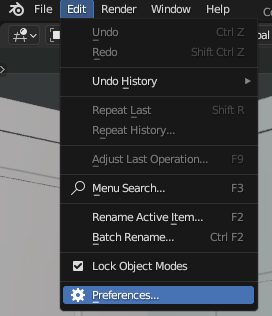 File Edit Render Window Help
Undo Ctrl Z
Redo Shift Ctrl Z
Undo History
Repeat Last Shift R
Repeat History...
Adjust Last Operation... F9
Menu Search... F3
Rename Active Item... F2
Batch Rename... Ctrl F2
Lock Object Modes
Preferences...